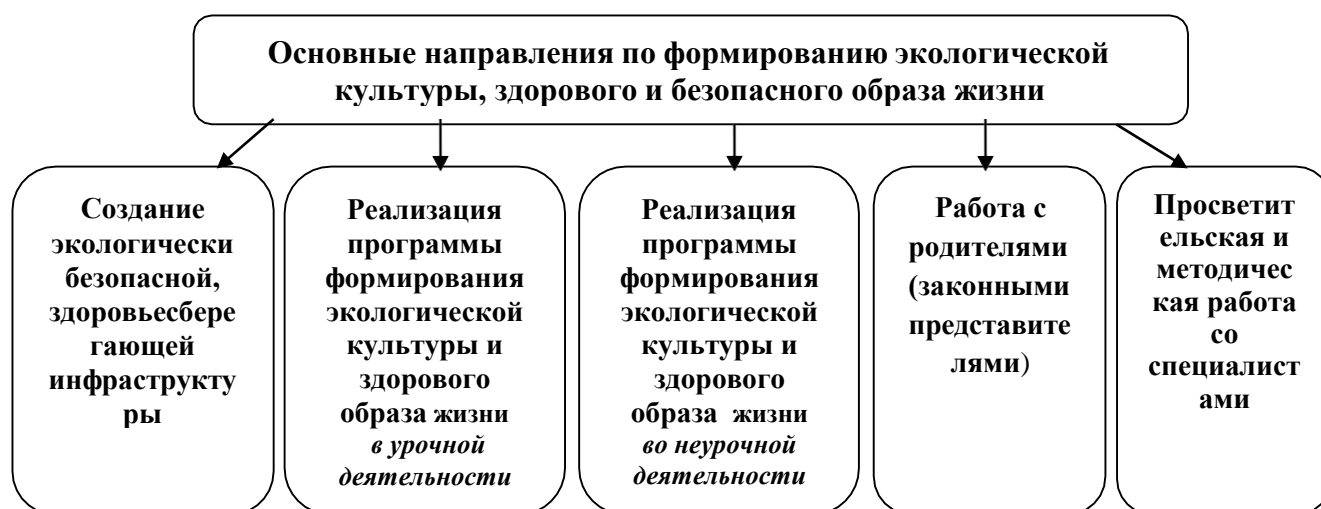 Основные направления по формированию экологической
культуры, здорового и безопасного образа жизни
Создание
экологически
безопасной,
здоровьесбере
гающей
инфраструкту
ры
Реализация
программы
формирования
экологической
культуры и
здорового
образа жизни
в урочной
деятельности
Реализация
программы
формирования
экологической
культуры и
здорового
образа жизни
во неурочной
деятельности
Работа с
родителями
(законными
представите
лями)
Просветит
ельская и
методичес
кая работа
со
специалист
ами